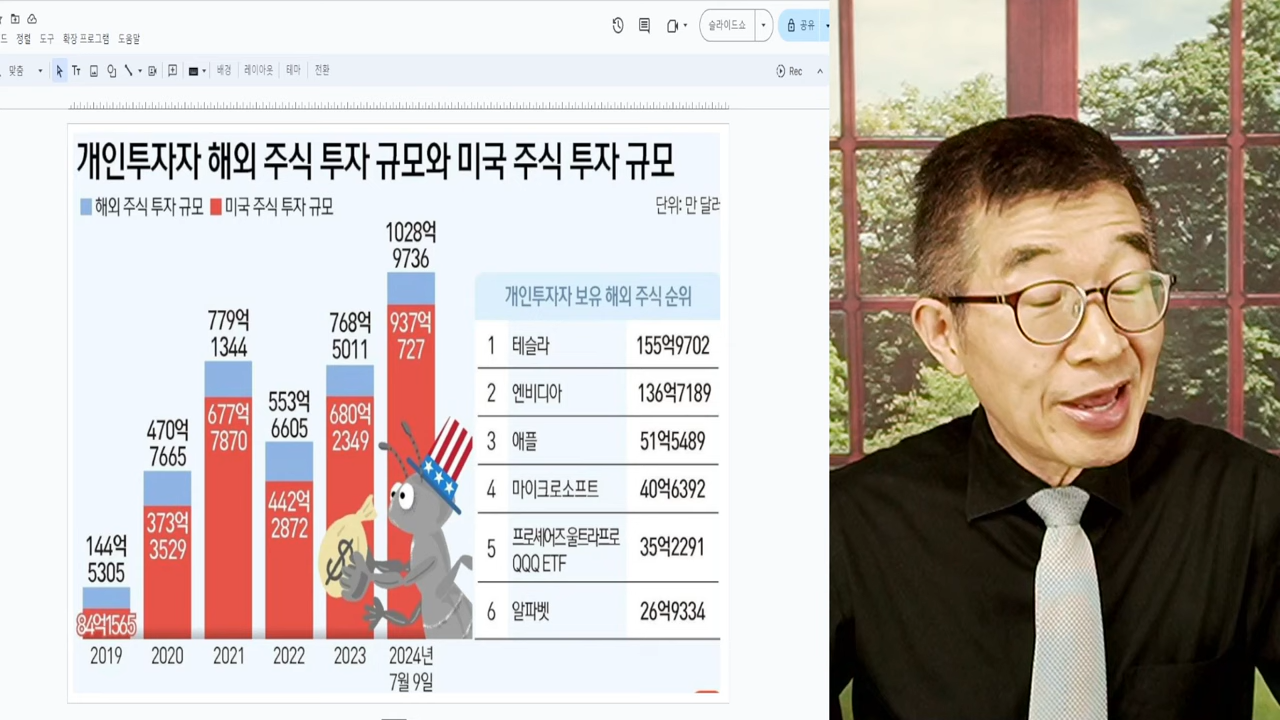 드 정렬 도구 확장 프로그램 도움말
슬라이드쇼
공유
맞춤
Tr
배경 레이아웃 테마 전환
Rec
개인투자자 해외 주식 투자 규모와 미국 주식 투자 규모
해외 주식 투자 규모 미국 주식 투자 규모
단위: 만 달러
144억
5305
84억1565
2019
470억
7665
373억
3529
2020
779억
1344
677억
7870
2021
553억
6605
442억
2872
2022
768억
5011
680억
2349
2023
1028억
9736
937억
727
2024년
7월 9일
$
개인투자자 보유 해외 주식 순위
1 테슬라 155억9702
2 엔비디아 136억7189
3 애플 51억5489
4 마이크로소프트 40억6392
5 프로셰어즈 울트라프로
QQQ ETF 35억2291
6 알파벳 26억9334